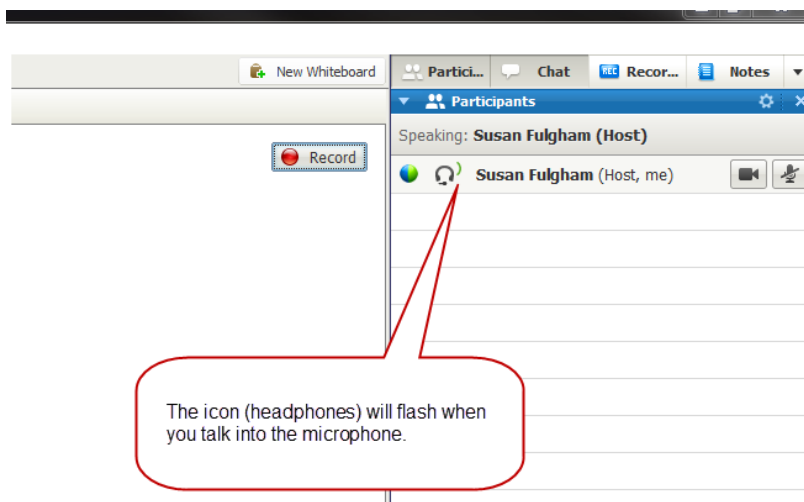 New Whiteboard
Partici... Chat REC Recor... Notes
Participants
Speaking: Susan Fulgham (Host)
Record
Susan Fulgham (Host, me)
The icon (headphones) will flash when
you talk into the microphone.